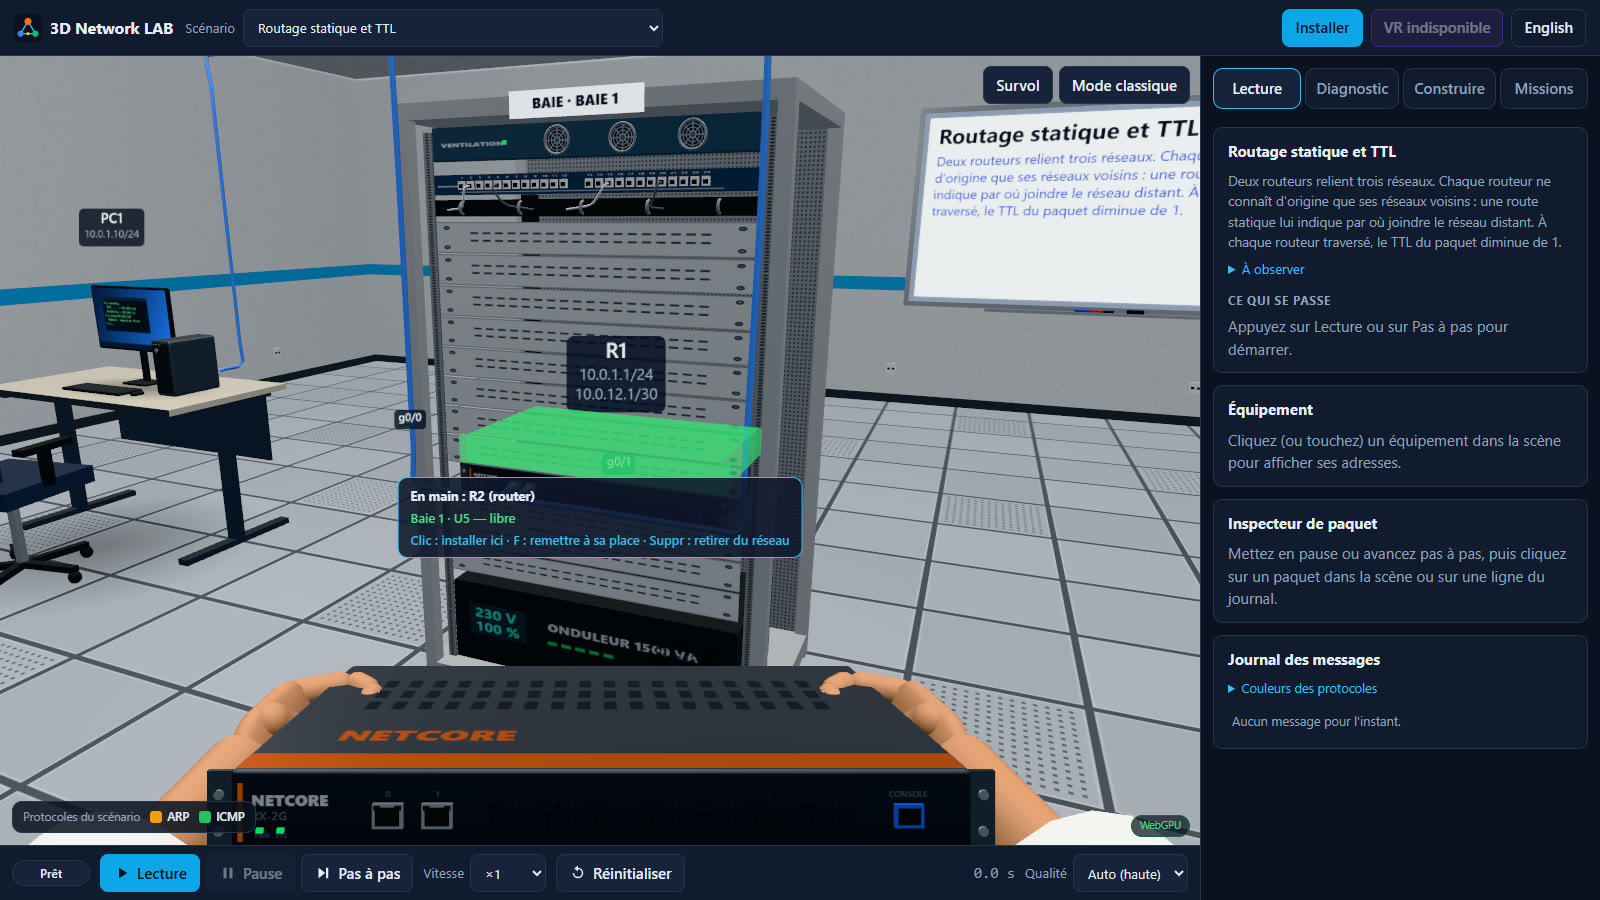 3D Network LAB
Scénario
Routage statique et TTL
Installer
VR indisponible
English
Survol
Mode classique
BAIE · BAIE 1
VENTILATION
PC1
10.0.1.10/24
Routage statique et TTL
Deux routeurs relient trois réseaux. Chaq
d'origine que ses réseaux voisins : une rou
indique par où joindre le réseau distant. À
traversé, le TTL du paquet diminue de 1.
R1
10.0.1.1/24
10.0.12.1/30
g0/0
g0/1
En main : R2 (router)
Baie 1 · U5 — libre
Clic : installer ici · F : remettre à sa place · Suppr : retirer du réseau
230 V
100 %
ONDULEUR 1500 VA
NETCORE
NETCORE
RX-2G
0
1
CONSOLE
Protocoles du scénario
ARP
ICMP
WebGPU
Lecture
Diagnostic
Construire
Missions
Routage statique et TTL
Deux routeurs relient trois réseaux. Chaque routeur ne
connaît d'origine que ses réseaux voisins : une route
statique lui indique par où joindre le réseau distant. À
chaque routeur traversé, le TTL du paquet diminue de 1.
À observer
CE QUI SE PASSE
Appuyez sur Lecture ou sur Pas à pas pour
démarrer.
Équipement
Cliquez (ou touchez) un équipement dans la scène
pour afficher ses adresses.
Inspecteur de paquet
Mettez en pause ou avancez pas à pas, puis cliquez
sur un paquet dans la scène ou sur une ligne du
journal.
Journal des messages
Couleurs des protocoles
Aucun message pour l'instant.
Prêt
Lecture
Pause
Pas à pas
Vitesse
×1
Réinitialiser
0.0 s
Qualité
Auto (haute)